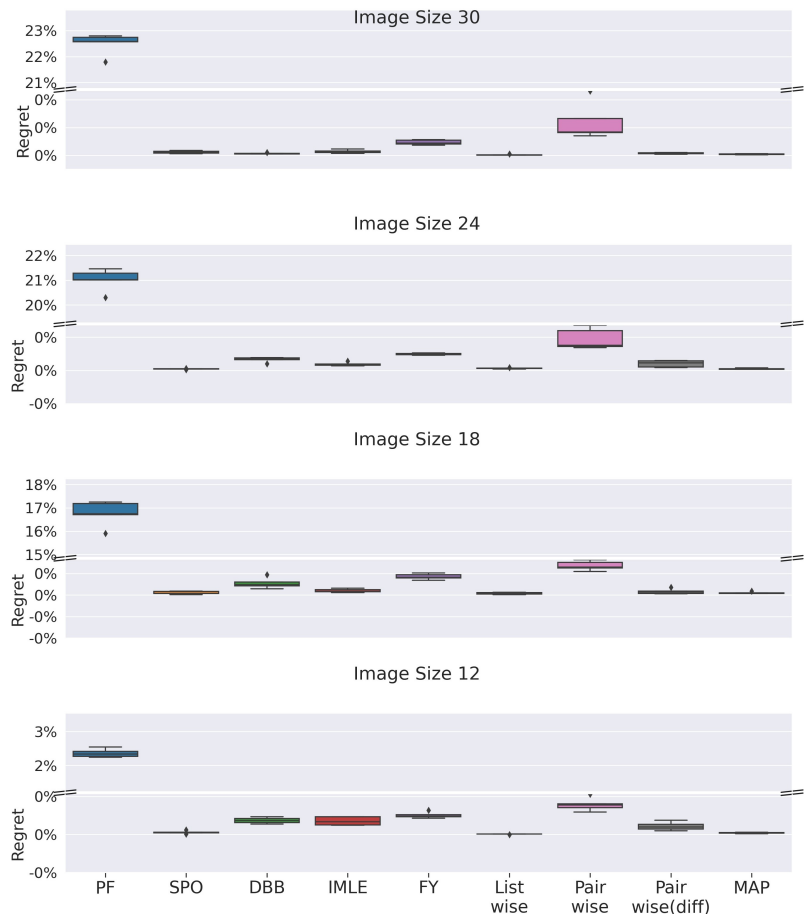 Image Size 30
23%
22%
21%
0%
0%
0%
Regret
Image Size 24
22%
21%
20%
0%
0%
-0%
Regret
Image Size 18
18%
17%
16%
15%
0%
0%
-0%
Regret
Image Size 12
3%
2%
0%
0%
-0%
Regret
PF SPO DBB IMLE FY List Pair Pair MAP
wise wise wise(diff)